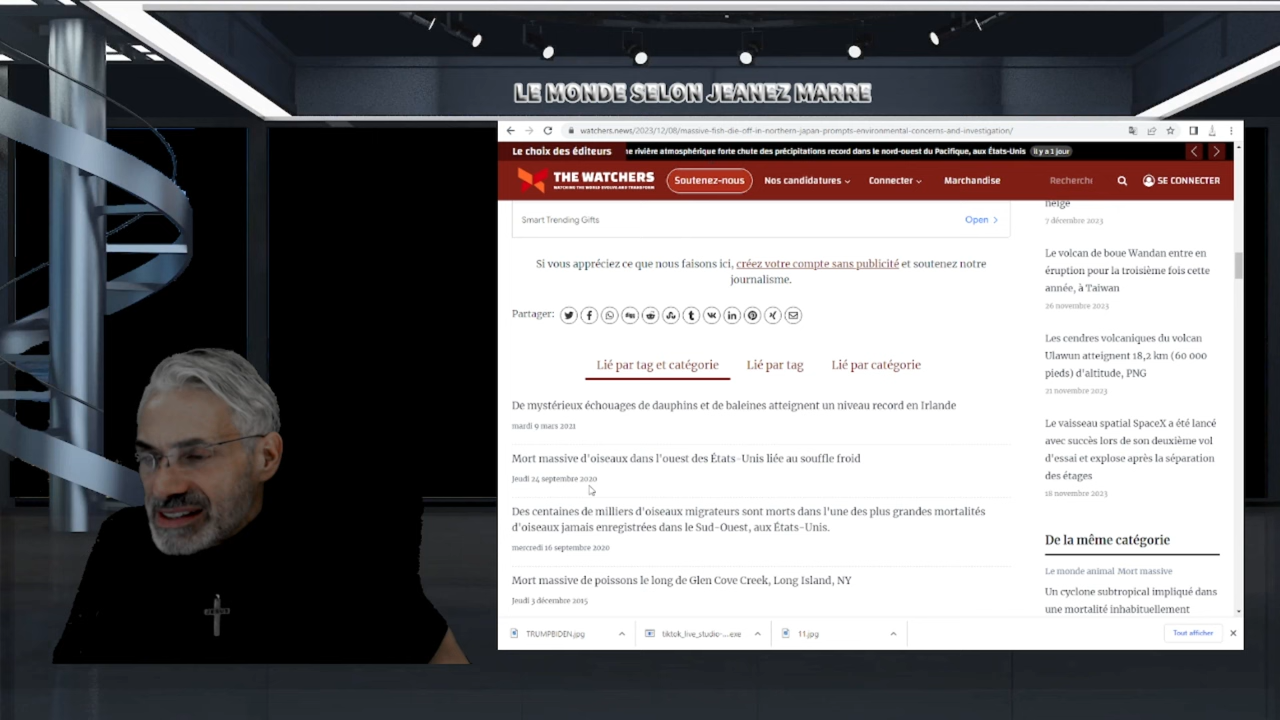 LE MONDE SELON JEANEZ MARRE
watchers.news/2023/12/08/massive-fish-die-off-in-northern-japan-prompts-environmental-concerns-and-investigation/
Le choix des éditeurs
e rivière atmosphérique forte chute des précipitations record dans le nord-ouest du Pacifique, aux États-Unis il y a 1 jour
THE WATCHERS
WATCHING THE WORLD EVOLVE AND TRANSFORM
Soutenez-nous
Nos candidatures
Connecter
Marchandise
Recherche
SE CONNECTER
Smart Trending Gifts
Open
Si vous appréciez ce que nous faisons ici, créez votre compte sans publicité et soutenez notre
journalisme.
Partager:
Lié par tag et catégorie
Lié par tag
Lié par catégorie
De mystérieux échouages de dauphins et de baleines atteignent un niveau record en Irlande
mardi 9 mars 2021
Mort massive d'oiseaux dans l'ouest des États-Unis liée au souffle froid
Jeudi 24 septembre 2020
Des centaines de milliers d'oiseaux migrateurs sont morts dans l'une des plus grandes mortalités
d'oiseaux jamais enregistrées dans le Sud-Ouest, aux États-Unis.
mercredi 16 septembre 2020
Mort massive de poissons le long de Glen Cove Creek, Long Island, NY
Jeudi 3 décembre 2015
neige
7 décembre 2023
Le volcan de boue Wandan entre en
éruption pour la troisième fois cette
année, à Taiwan
26 novembre 2023
Les cendres volcaniques du volcan
Ulawun atteignent 18,2 km (60 000
pieds) d'altitude, PNG
21 novembre 2023
Le vaisseau spatial SpaceX a été lancé
avec succès lors de son deuxième vol
d'essai et explose après la séparation
des étages
18 novembre 2023
De la même catégorie
Le monde animal Mort massive
Un cyclone subtropical impliqué dans
une mortalité inhabituellement
TRUMPBIDEN.jpg
tiktok_live_studio-....exe
11.jpg
Tout afficher